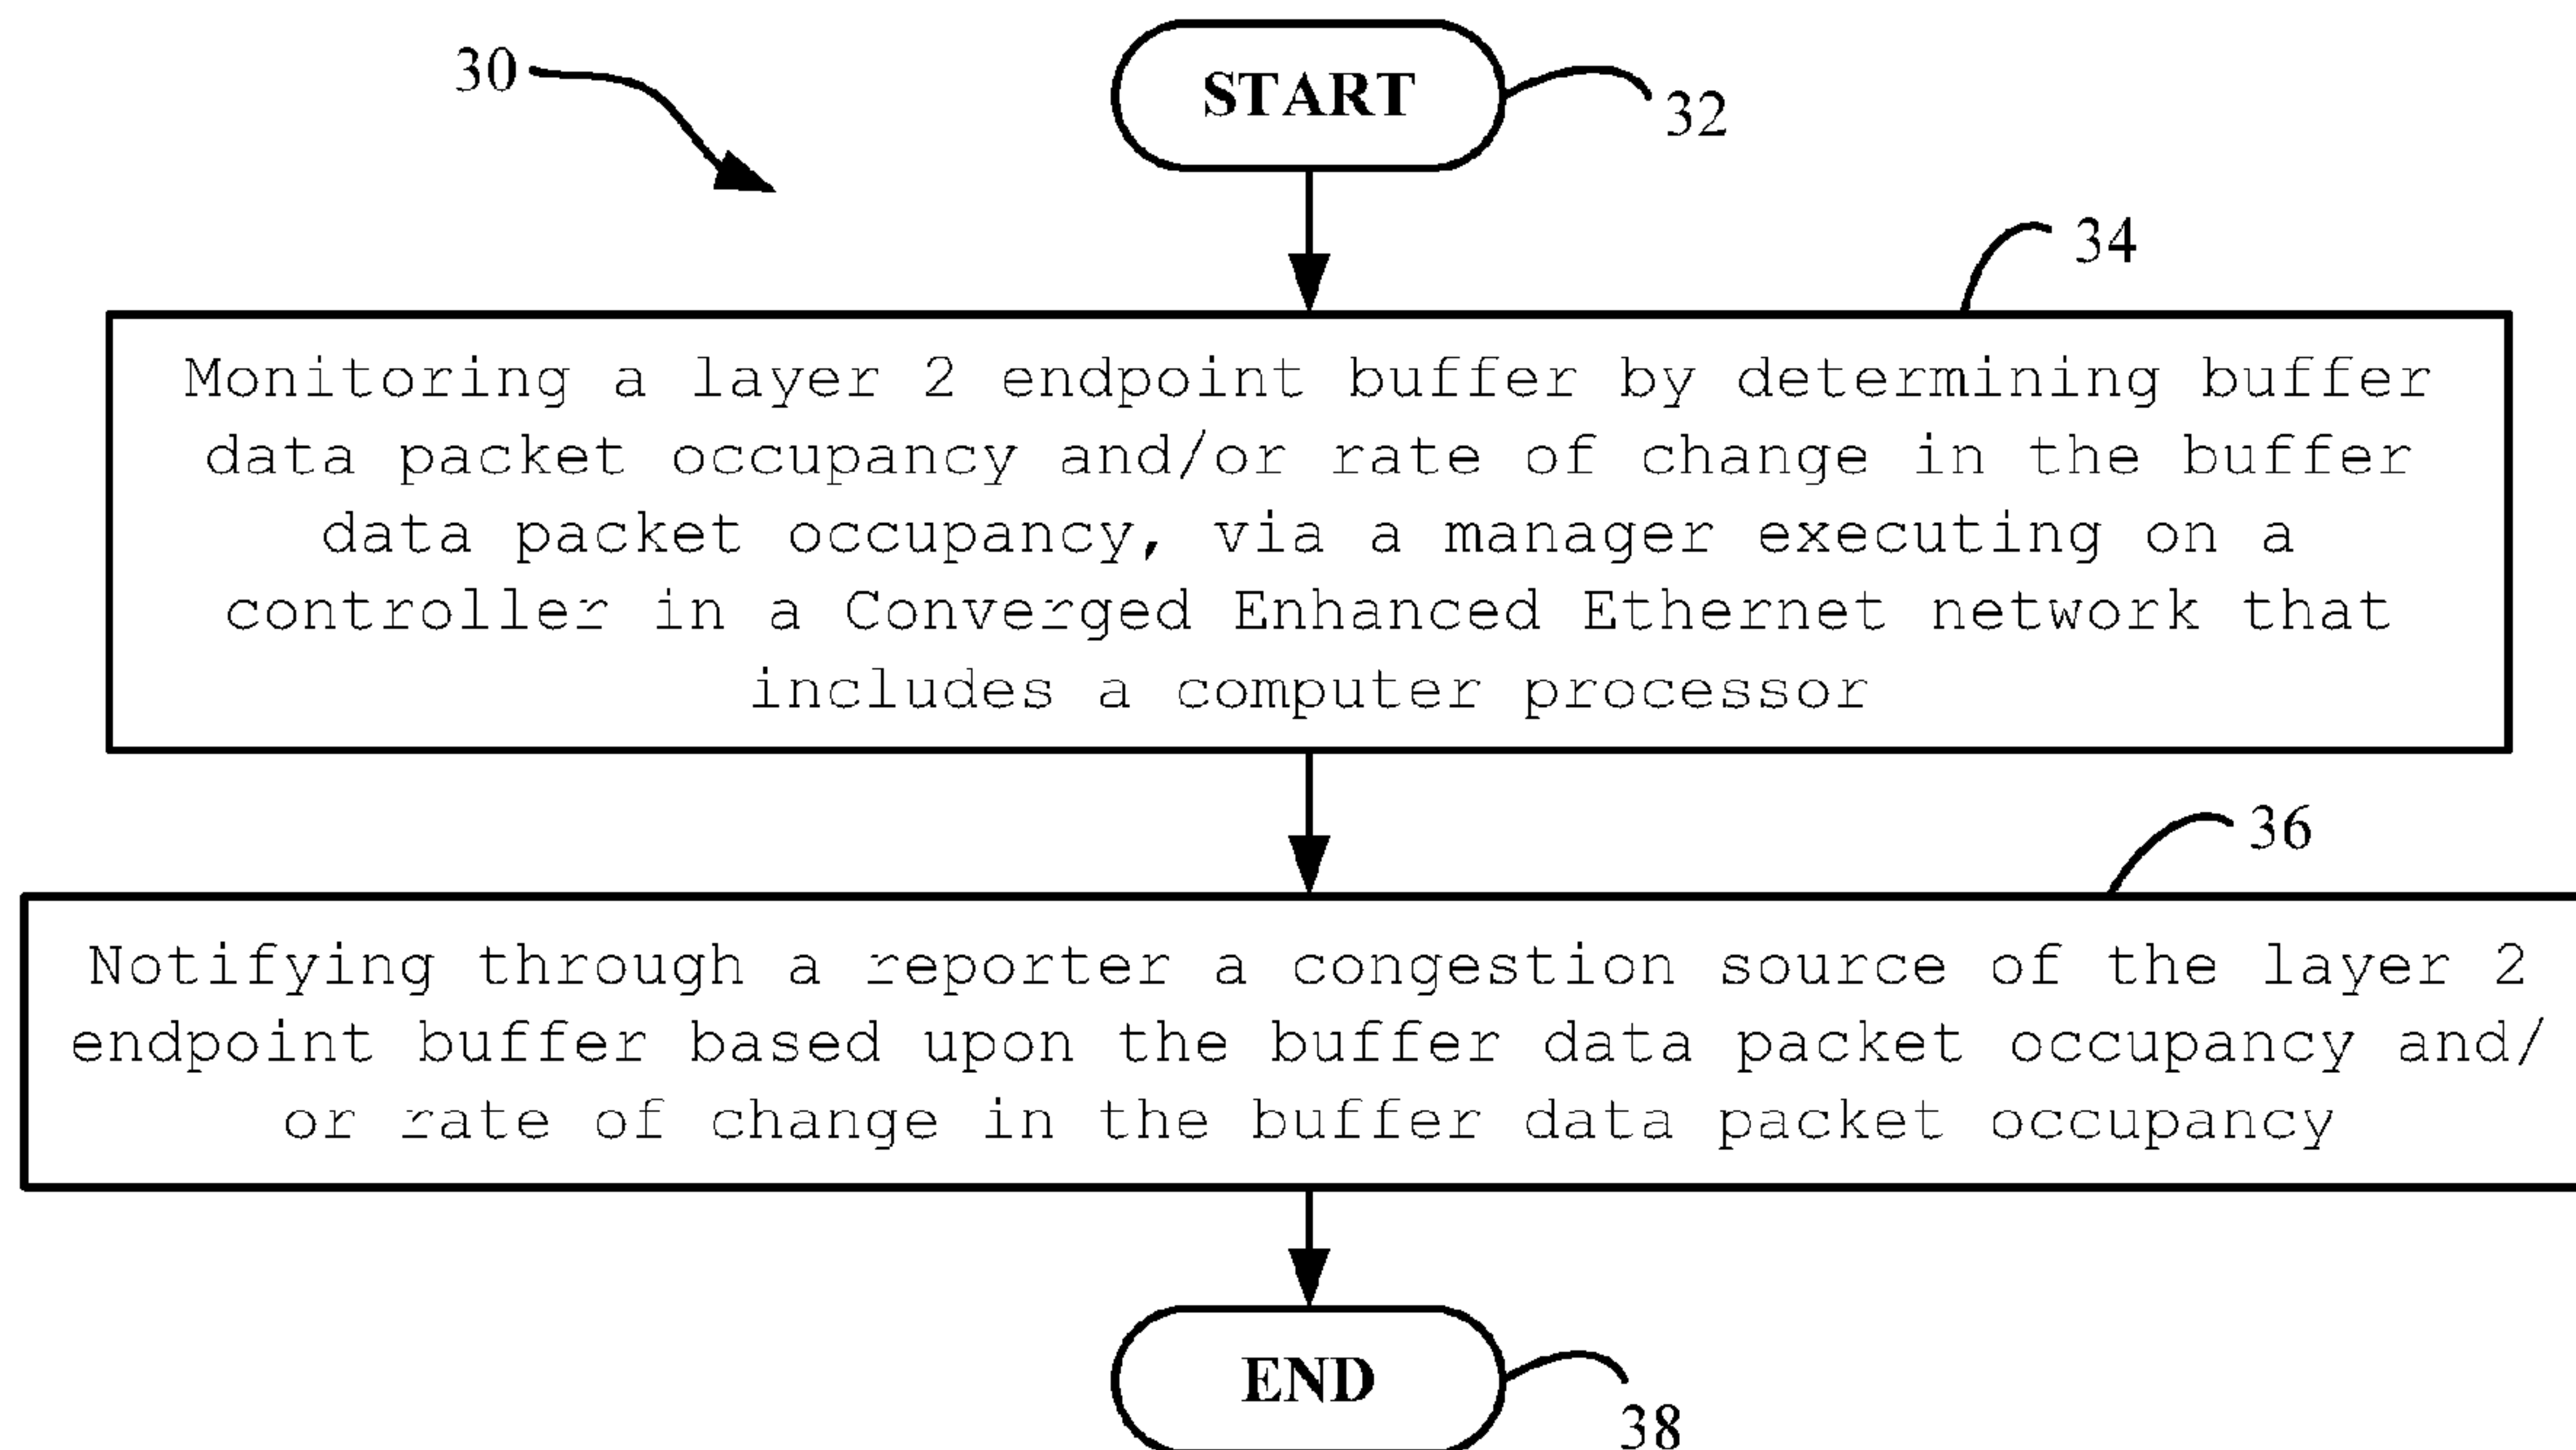 30
START
32
34
Monitoring a layer 2 endpoint buffer by determining buffer
data packet occupancy and/or rate of change in the buffer
data packet occupancy, via a manager executing on a
controller in a Converged Enhanced Ethernet network that
includes a computer processor
36
Notifying through a reporter a congestion source of the layer 2
endpoint buffer based upon the buffer data packet occupancy and/
or rate of change in the buffer data packet occupancy
END
38